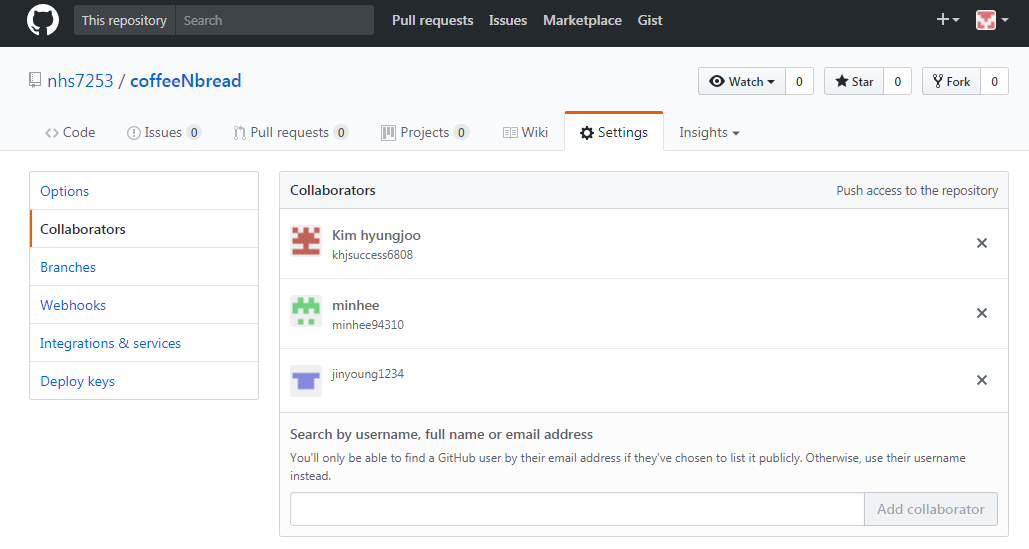 This repository Search Pull requests Issues Marketplace Gist
nhs7253 / coffeeNbread Watch 0 Star 0 Fork 0
Code Issues 0 Pull requests 0 Projects 0 Wiki Settings Insights
Options
Collaborators
Branches
Webhooks
Integrations & services
Deploy keys
Collaborators Push access to the repository
Kim hyungjoo
khjsuccess6808
minhee
minhee94310
jinyoung1234
Search by username, full name or email address
You'll only be able to find a GitHub user by their email address if they've chosen to list it publicly. Otherwise, use their username
instead.
Add collaborator